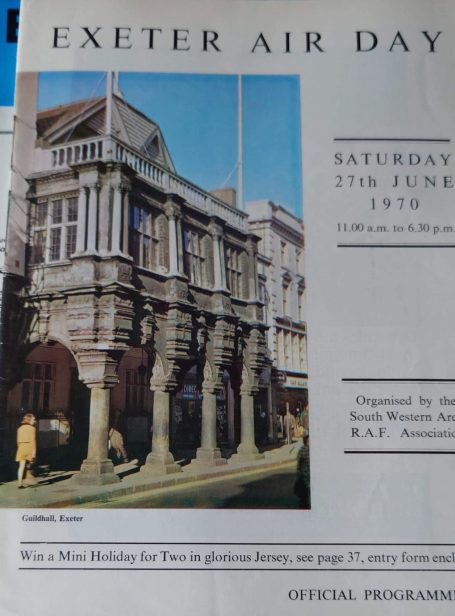 EXETER AIR DAY
SATURDAY
27th JUNE
1970
11.00 a.m. to 6.30 p.m.
Organised by the
South Western Are
R.A.F. Associatio
Guildhall, Exeter
Win a Mini Holiday for Two in glorious Jersey, see page 37, entry form encl
OFFICIAL PROGRAMM